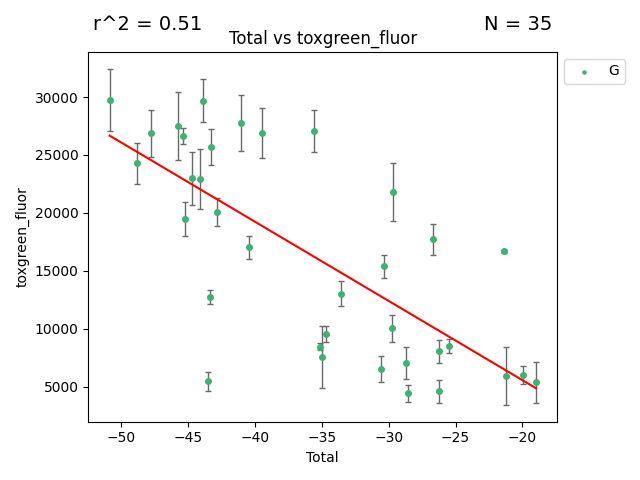 r^2 = 0.51
N = 35
Total vs toxgreen_fluor
G
30000
25000
20000
15000
10000
5000
toxgreen_fluor
−50 −45 −40 −35 −30 −25 −20
Total